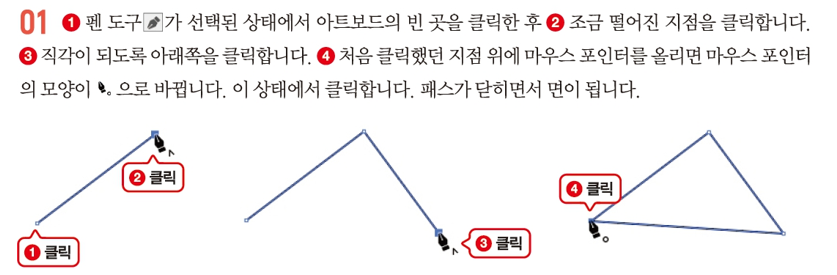 01 ❶ 펜 도구가 선택된 상태에서 아트보드의 빈 곳을 클릭한 후 ❷ 조금 떨어진 지점을 클릭합니다.
❸ 직각이 되도록 아래쪽을 클릭합니다. ❹ 처음 클릭했던 지점 위에 마우스 포인터를 올리면 마우스 포인터
의 모양이 으로 바뀝니다. 이 상태에서 클릭합니다. 패스가 닫히면서 면이 됩니다.
❷ 클릭
❶ 클릭
❸ 클릭
❹ 클릭